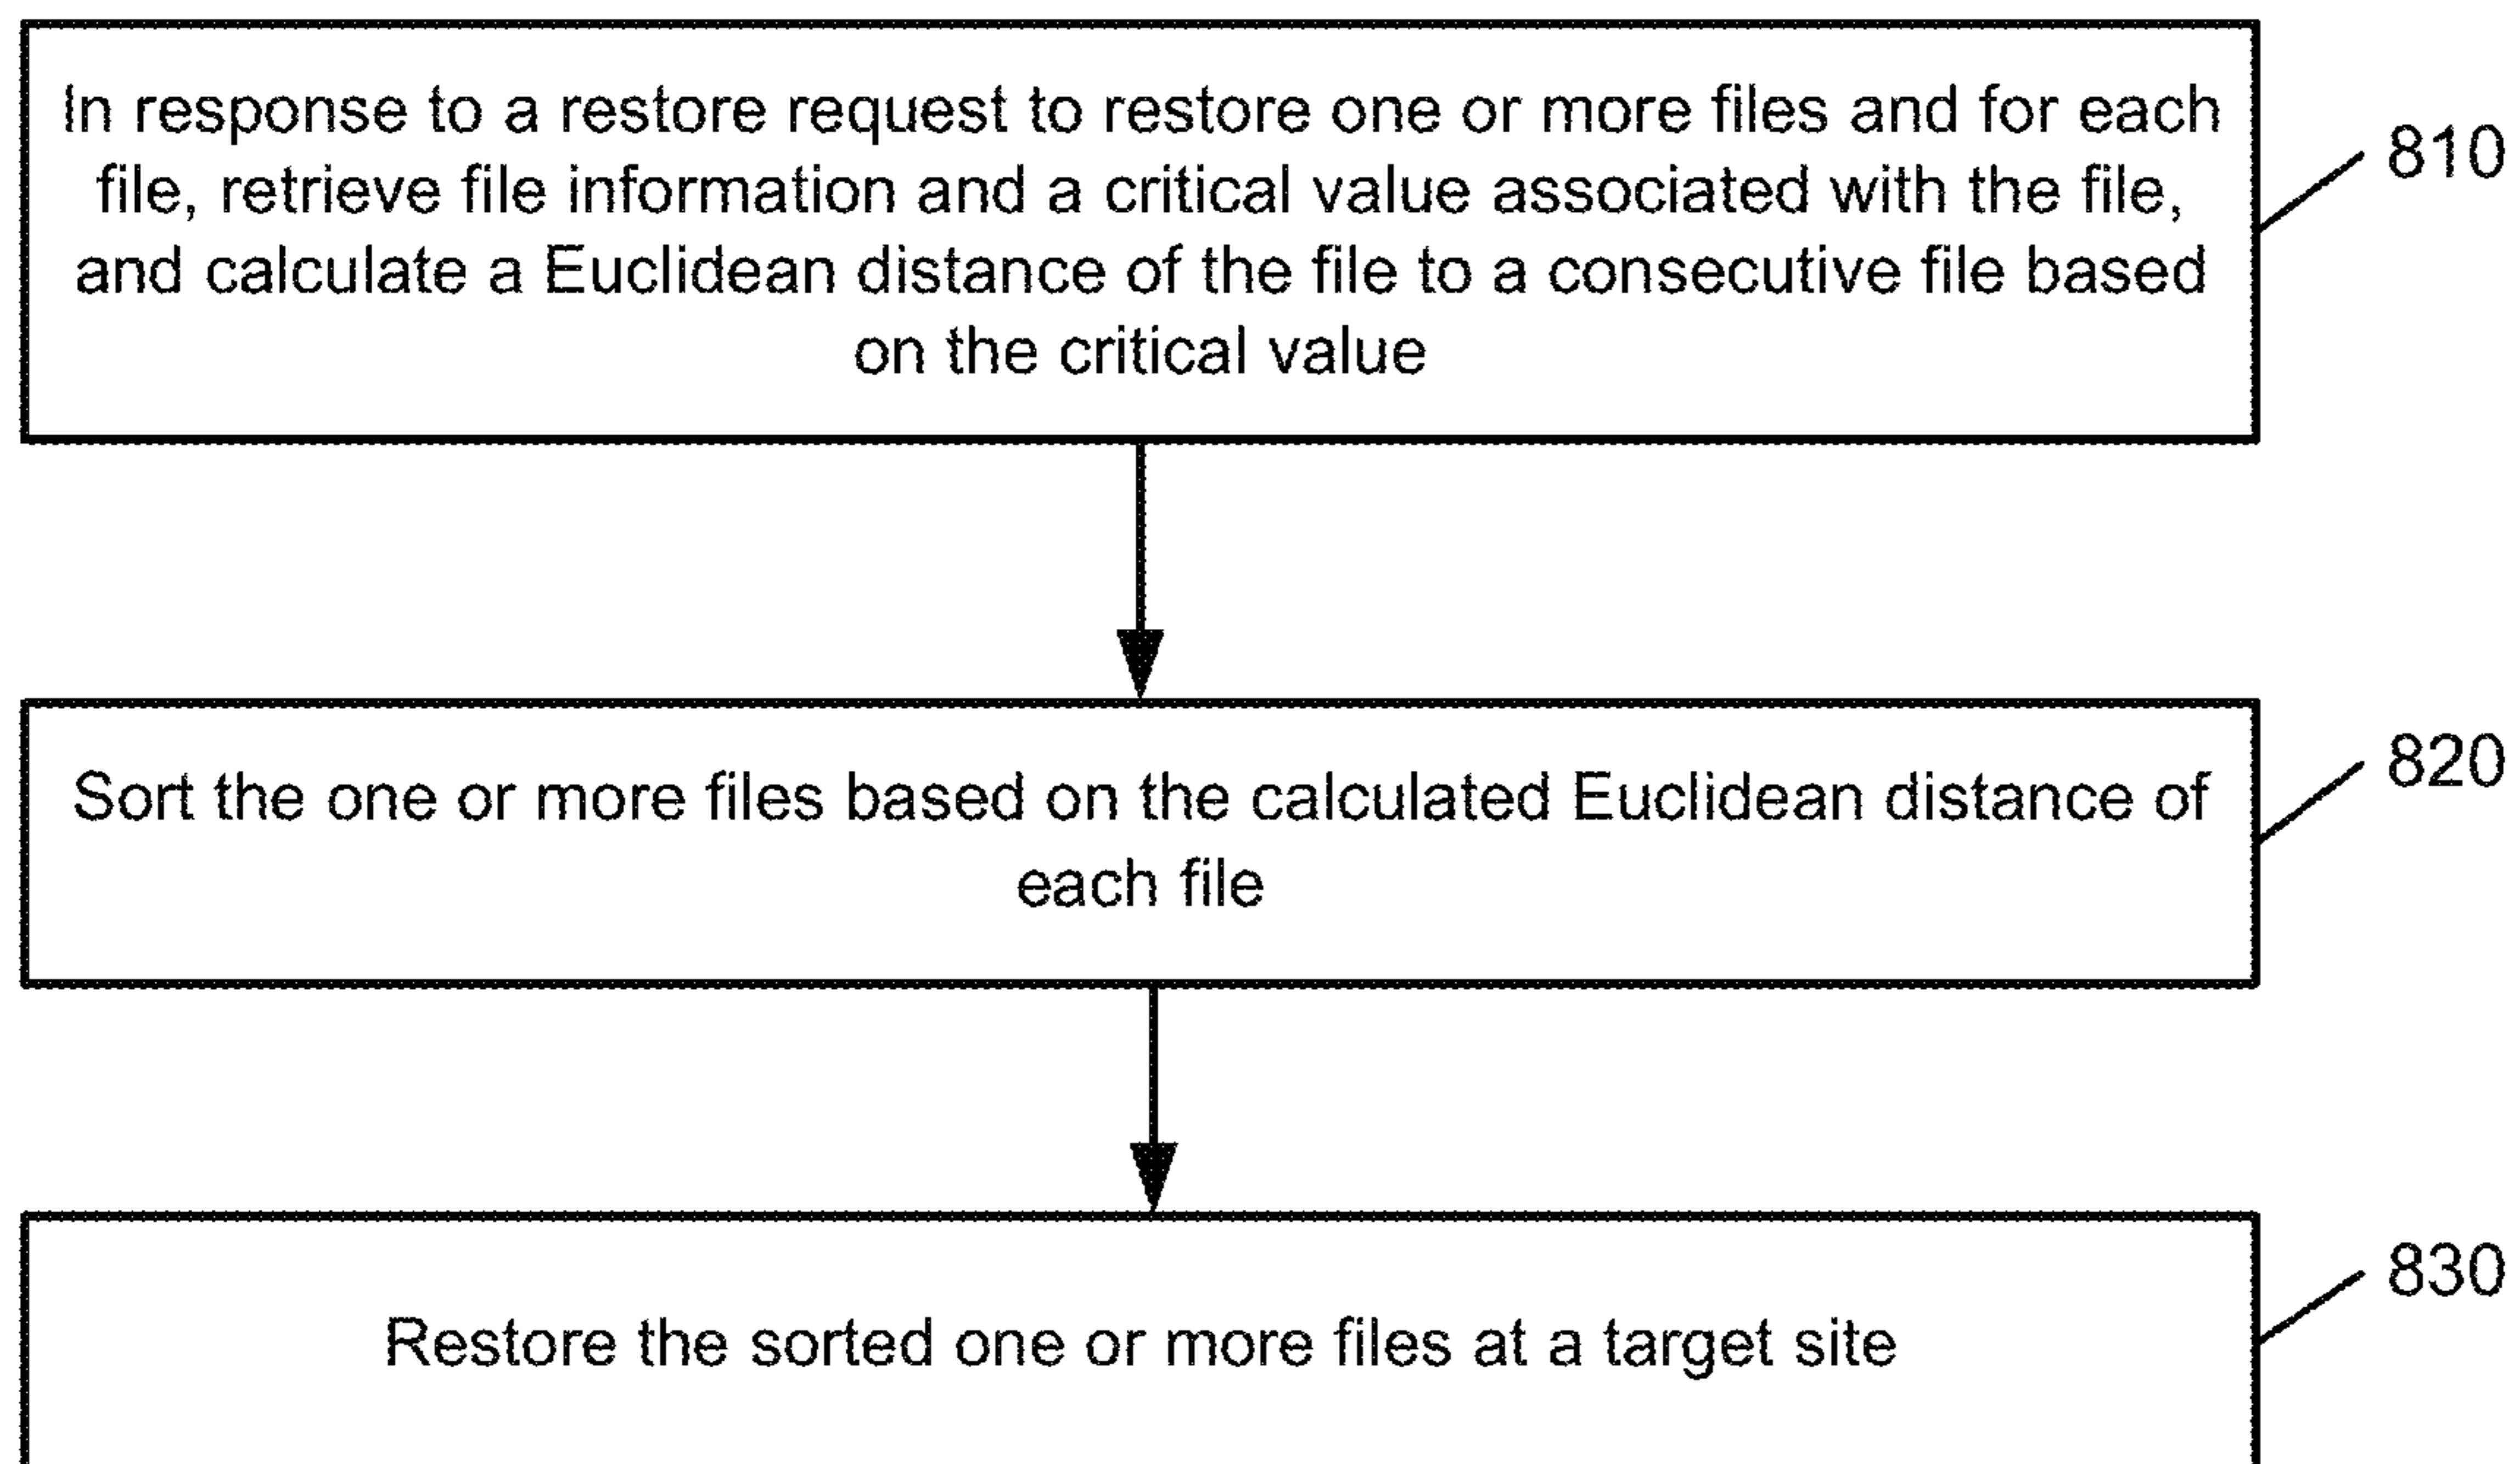 In response to a restore request to restore one or more files and for each
file, retrieve file information and a critical value associated with the file,
and calculate a Euclidean distance of the file to a consecutive file based
on the critical value
810
Sort the one or more files based on the calculated Euclidean distance of
each file
820
Restore the sorted one or more files at a target site
830